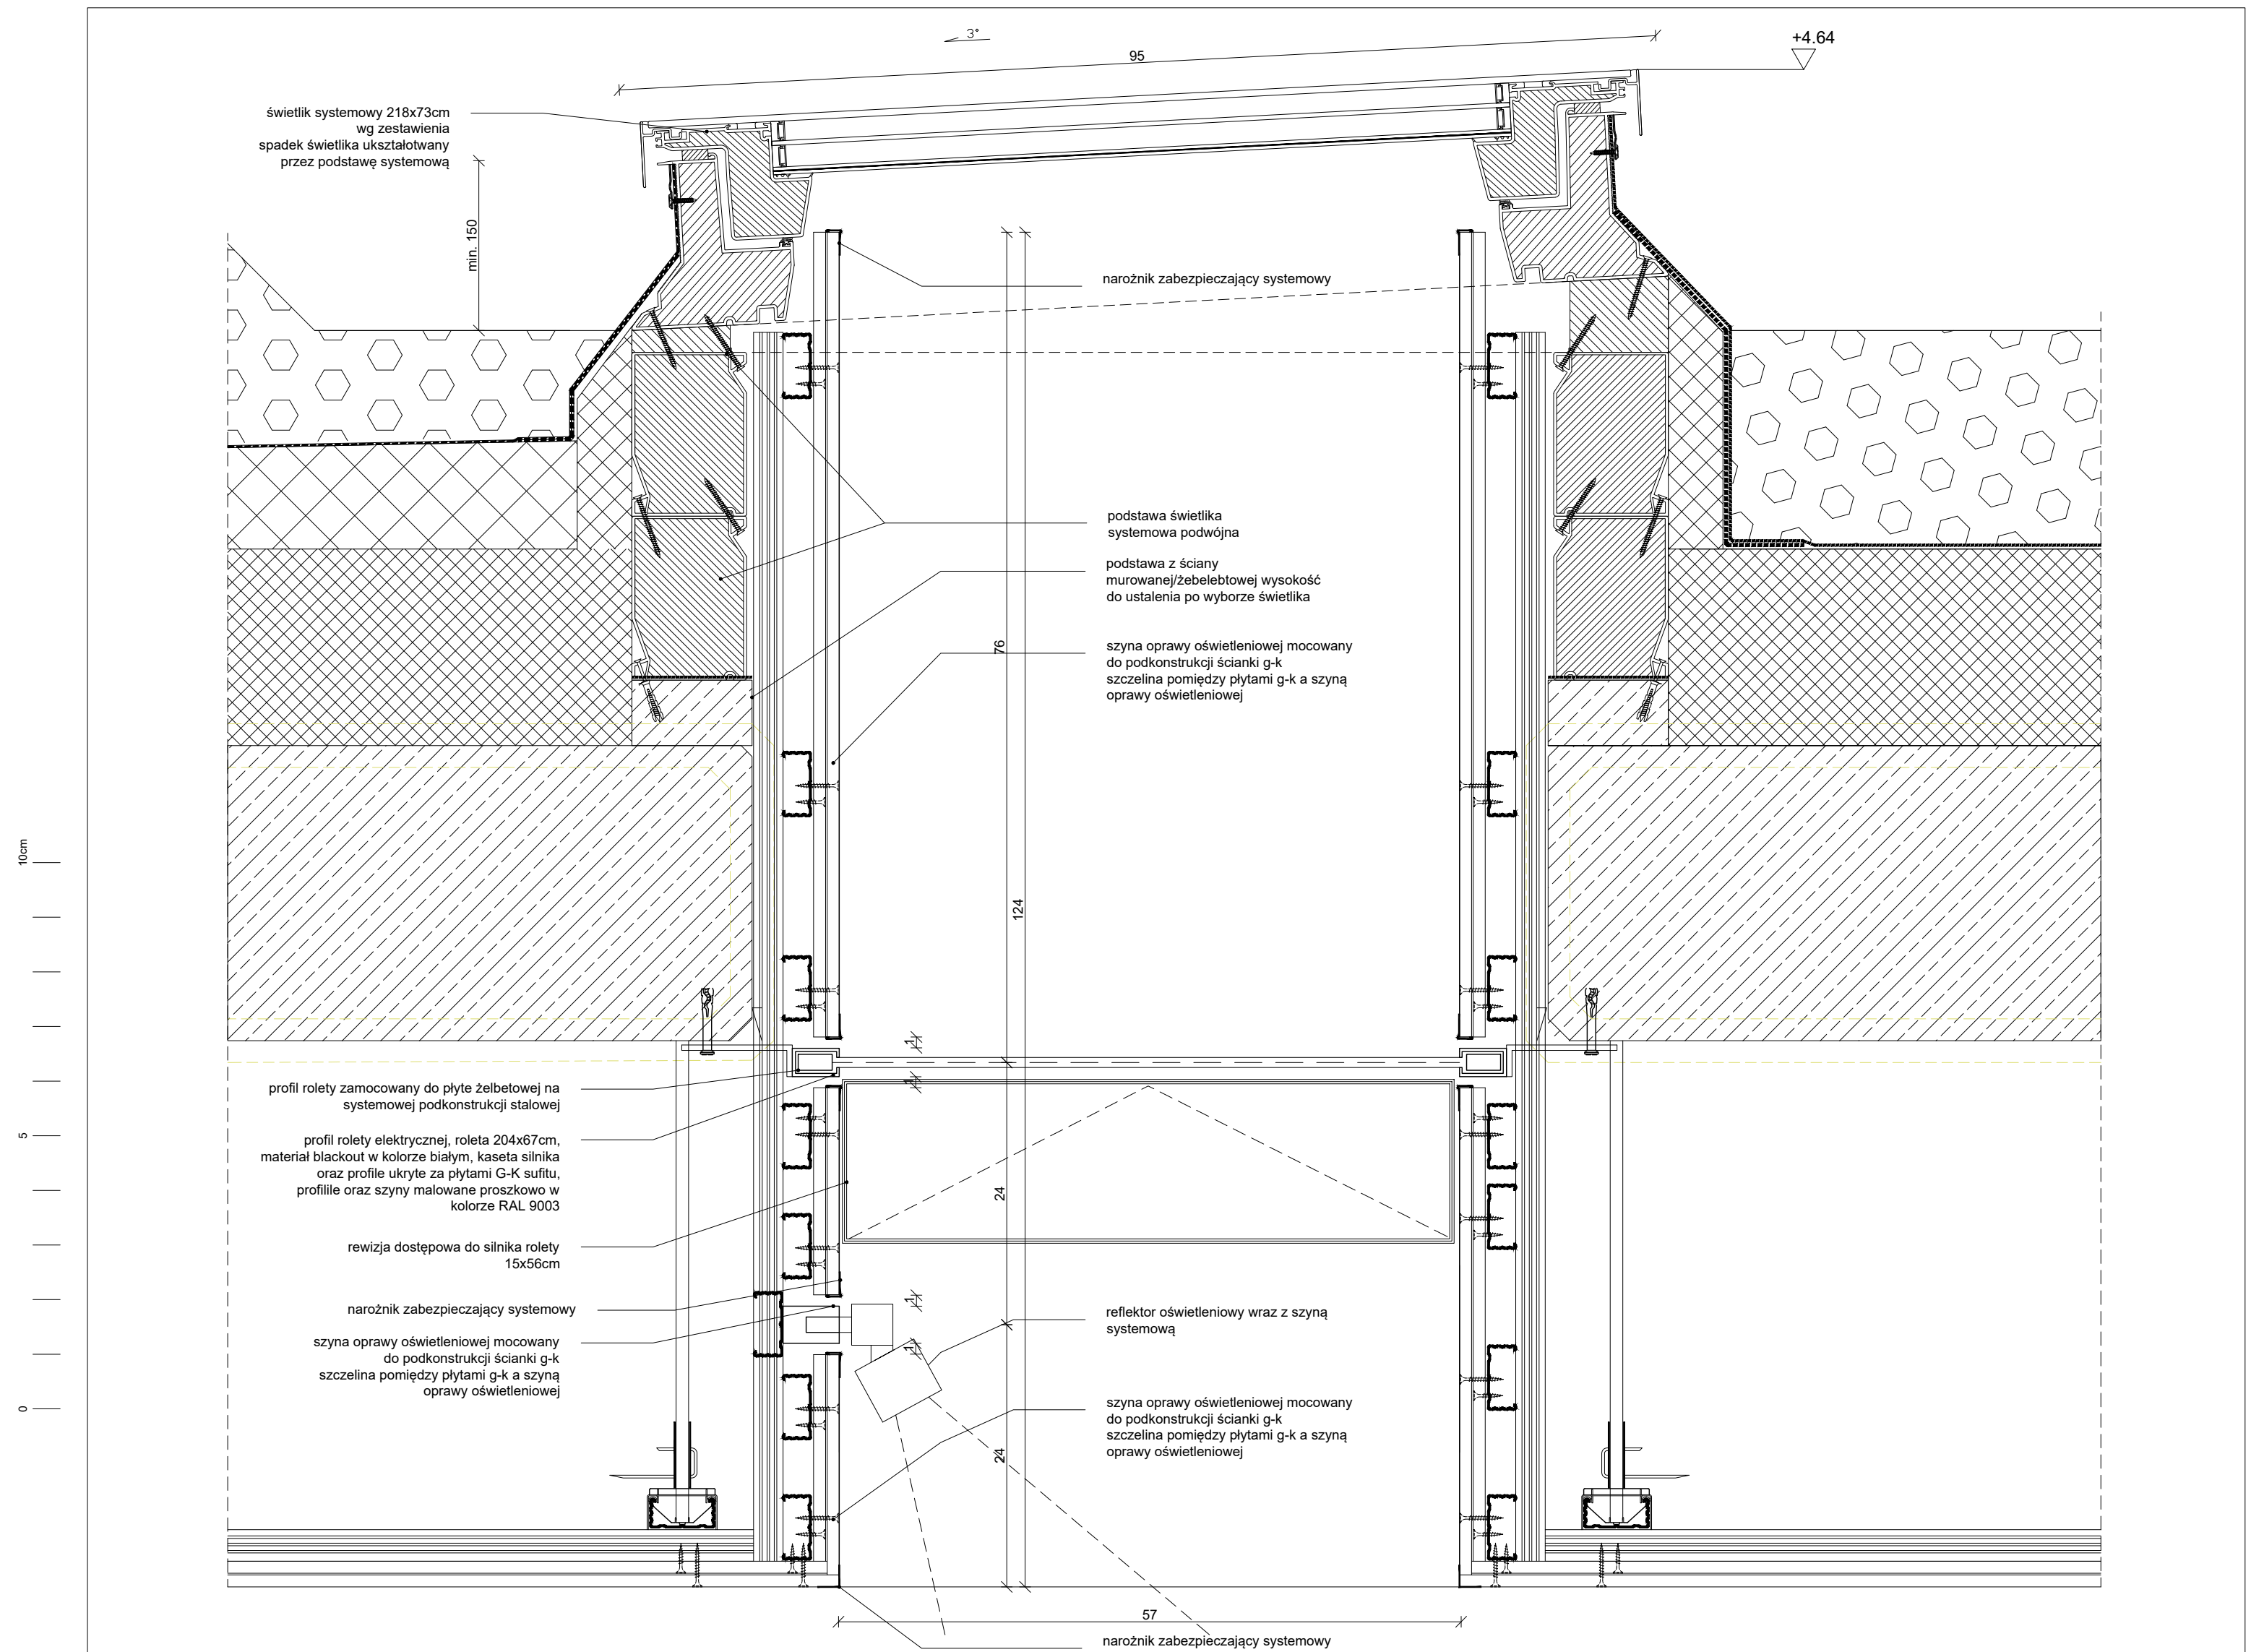 3°
95
+4.64
świetlik systemowy 218x73cm
wg zestawienia
spadek świetlika ukształotwany
przez podstawę systemową
min. 150
narożnik zabezpieczający systemowy
podstawa świetlika
systemowa podwójna
podstawa z ściany
murowanej/żebelebtowej wysokość
do ustalenia po wyborze świetlika
76
szyna oprawy oświetleniowej mocowany
do podkonstrukcji ścianki g-k
szczelina pomiędzy płytami g-k a szyną
oprawy oświetleniowej
10cm
124
1
1
profil rolety zamocowany do płyte żelbetowej na
systemowej podkonstrukcji stalowej
5
profil rolety elektrycznej, roleta 204x67cm,
materiał blackout w kolorze białym, kaseta silnika
oraz profile ukryte za płytami G-K sufitu,
profilile oraz szyny malowane proszkowo w
kolorze RAL 9003
24
rewizja dostępowa do silnika rolety
15x56cm
1
narożnik zabezpieczający systemowy
reflektor oświetleniowy wraz z szyną
systemową
1
szyna oprawy oświetleniowej mocowany
do podkonstrukcji ścianki g-k
szczelina pomiędzy płytami g-k a szyną
oprawy oświetleniowej
0
szyna oprawy oświetleniowej mocowany
do podkonstrukcji ścianki g-k
szczelina pomiędzy płytami g-k a szyną
oprawy oświetleniowej
24
57
narożnik zabezpieczający systemowy